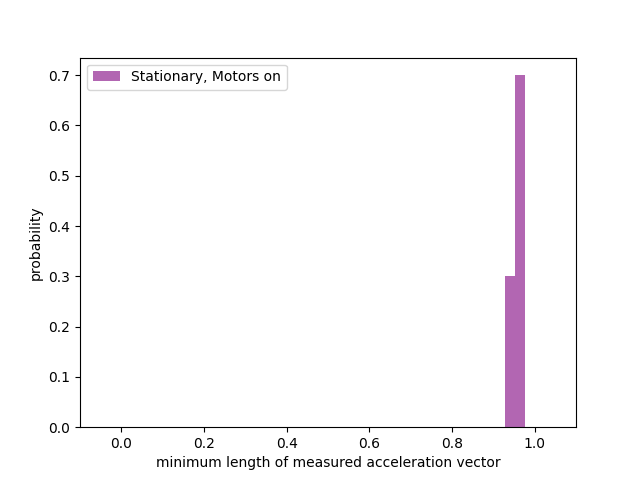 Stationary, Motors on
probability
0.7
0.6
0.5
0.4
0.3
0.2
0.1
0.0
0.0 0.2 0.4 0.6 0.8 1.0
minimum length of measured acceleration vector